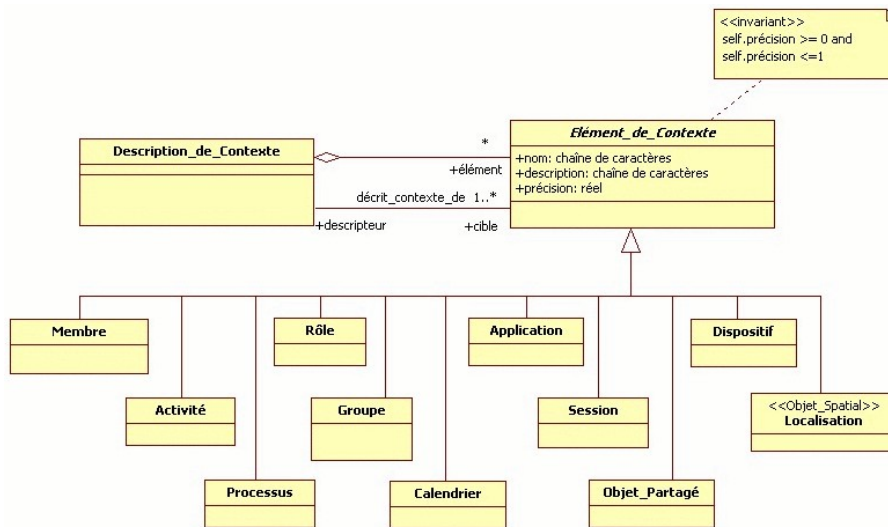 <<invariant>>
self.précision >= 0 and
self.précision <=1
Elément_de_Contexte
+nom: chaîne de caractères
+description: chaîne de caractères
+précision: réel
Description_de_Contexte
*
+élément
décrit_contexte_de 1..*
+descripteur
+cible
Membre
Rôle
Application
Dispositif
Activité
Groupe
Session
<<Objet_Spatial>>
Localisation
Processus
Calendrier
Objet_Partagé